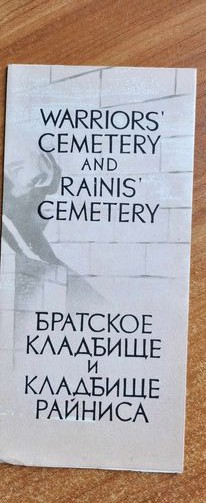 WARRIORS'
CEMETERY
AND
RAINIS'
CEMETERY
БРАТСКОЕ
КЛАДБИЩЕ
И
КЛАДБИЩЕ
РАЙНИСА